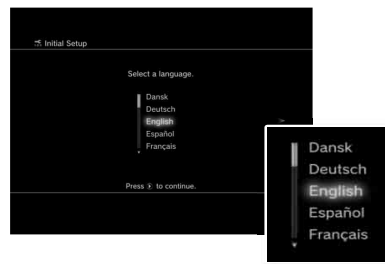 Initial Setup
Select a language.
Dansk
Deutsch
English
Español
Français
Press to continue.
Dansk
Deutsch
English
Español
Français